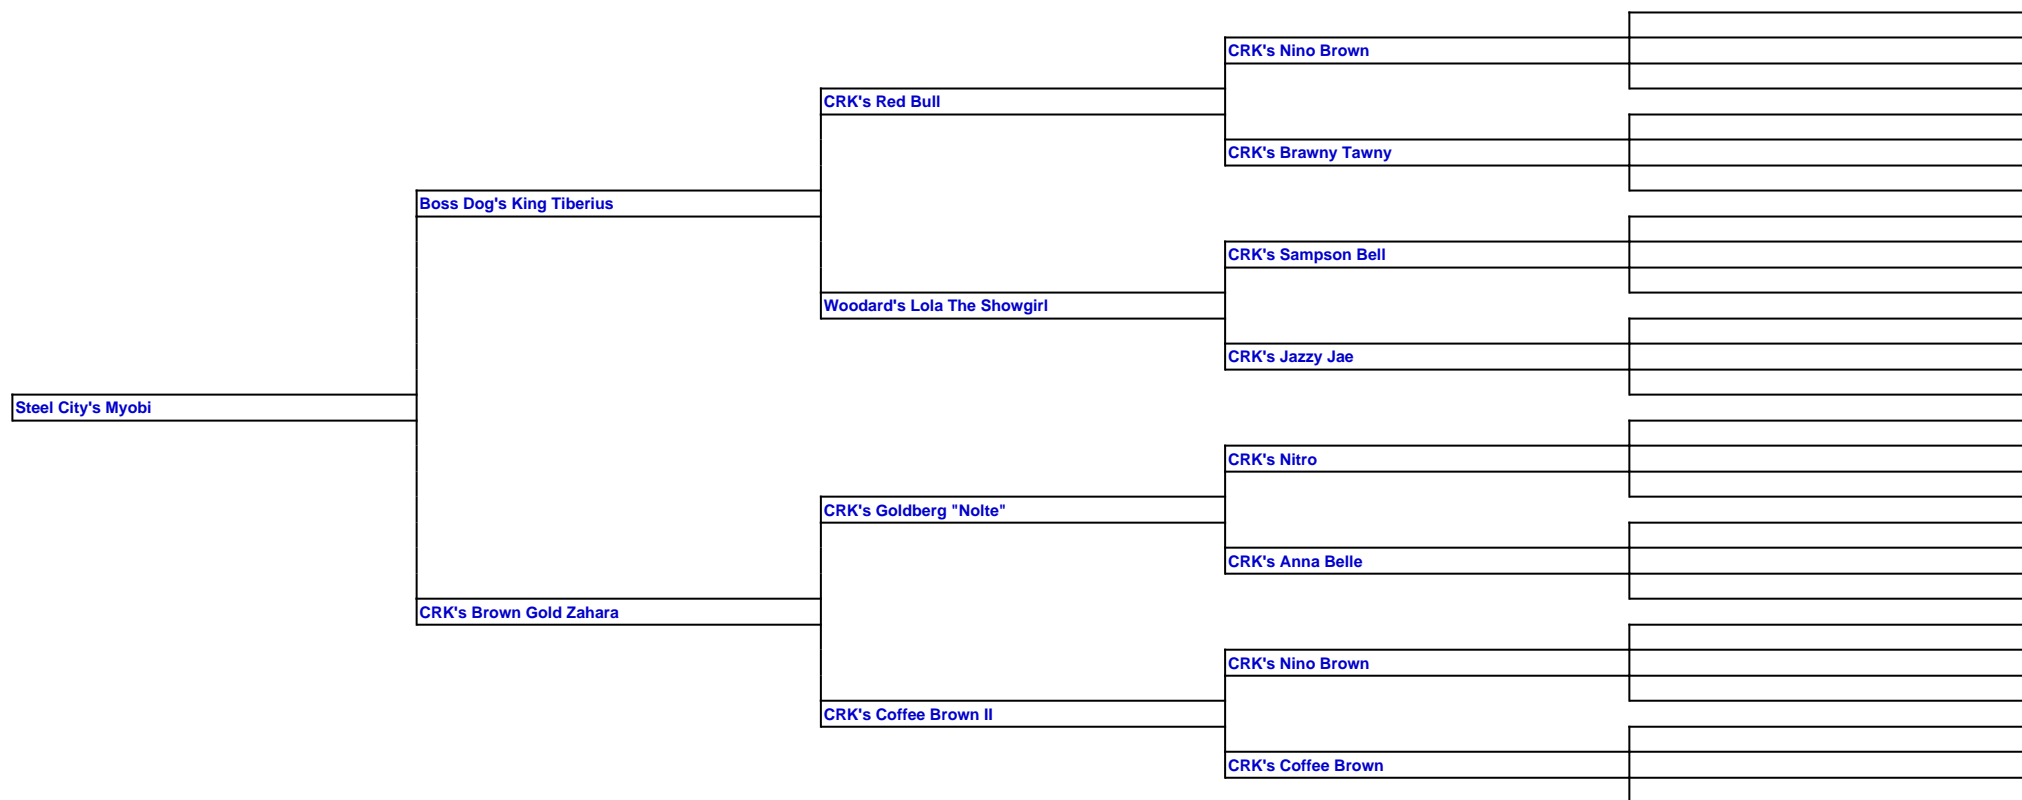 CRK's Nino Brown
CRK's Red Bull
CRK's Brawny Tawny
Boss Dog's King Tiberius
CRK's Sampson Bell
Woodard's Lola The Showgirl
CRK's Jazzy Jae
Steel City's Myobi
CRK's Nitro
CRK's Goldberg "Nolte"
CRK's Anna Belle
CRK's Brown Gold Zahara
CRK's Nino Brown
CRK's Coffee Brown II
CRK's Coffee Brown